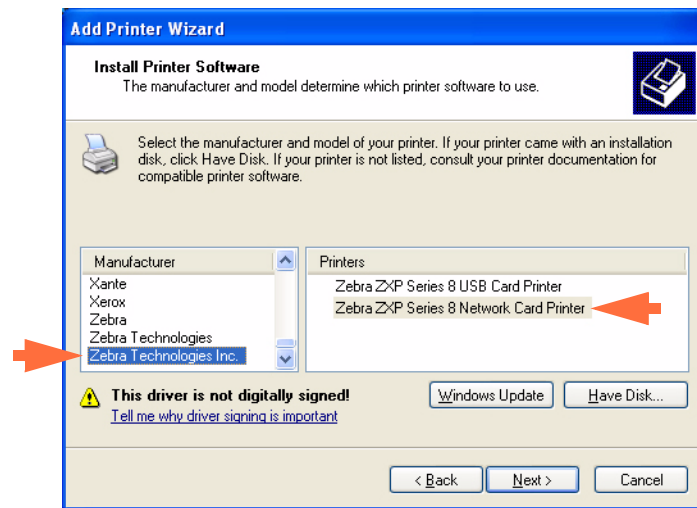 Add Printer Wizard
Install Printer Software
The manufacturer and model determine which printer software to use.
Select the manufacturer and model of your printer. If your printer came with an installation
disk, click Have Disk. If your printer is not listed, consult your printer documentation for
compatible printer software.
Manufacturer
Xante
Xerox
Zebra
Zebra Technologies
Zebra Technologies Inc.
Printers
Zebra ZXP Series 8 USB Card Printer
Zebra ZXP Series 8 Network Card Printer
This driver is not digitally signed!
Tell me why driver signing is important
Windows Update
Have Disk...
< Back
Next >
Cancel